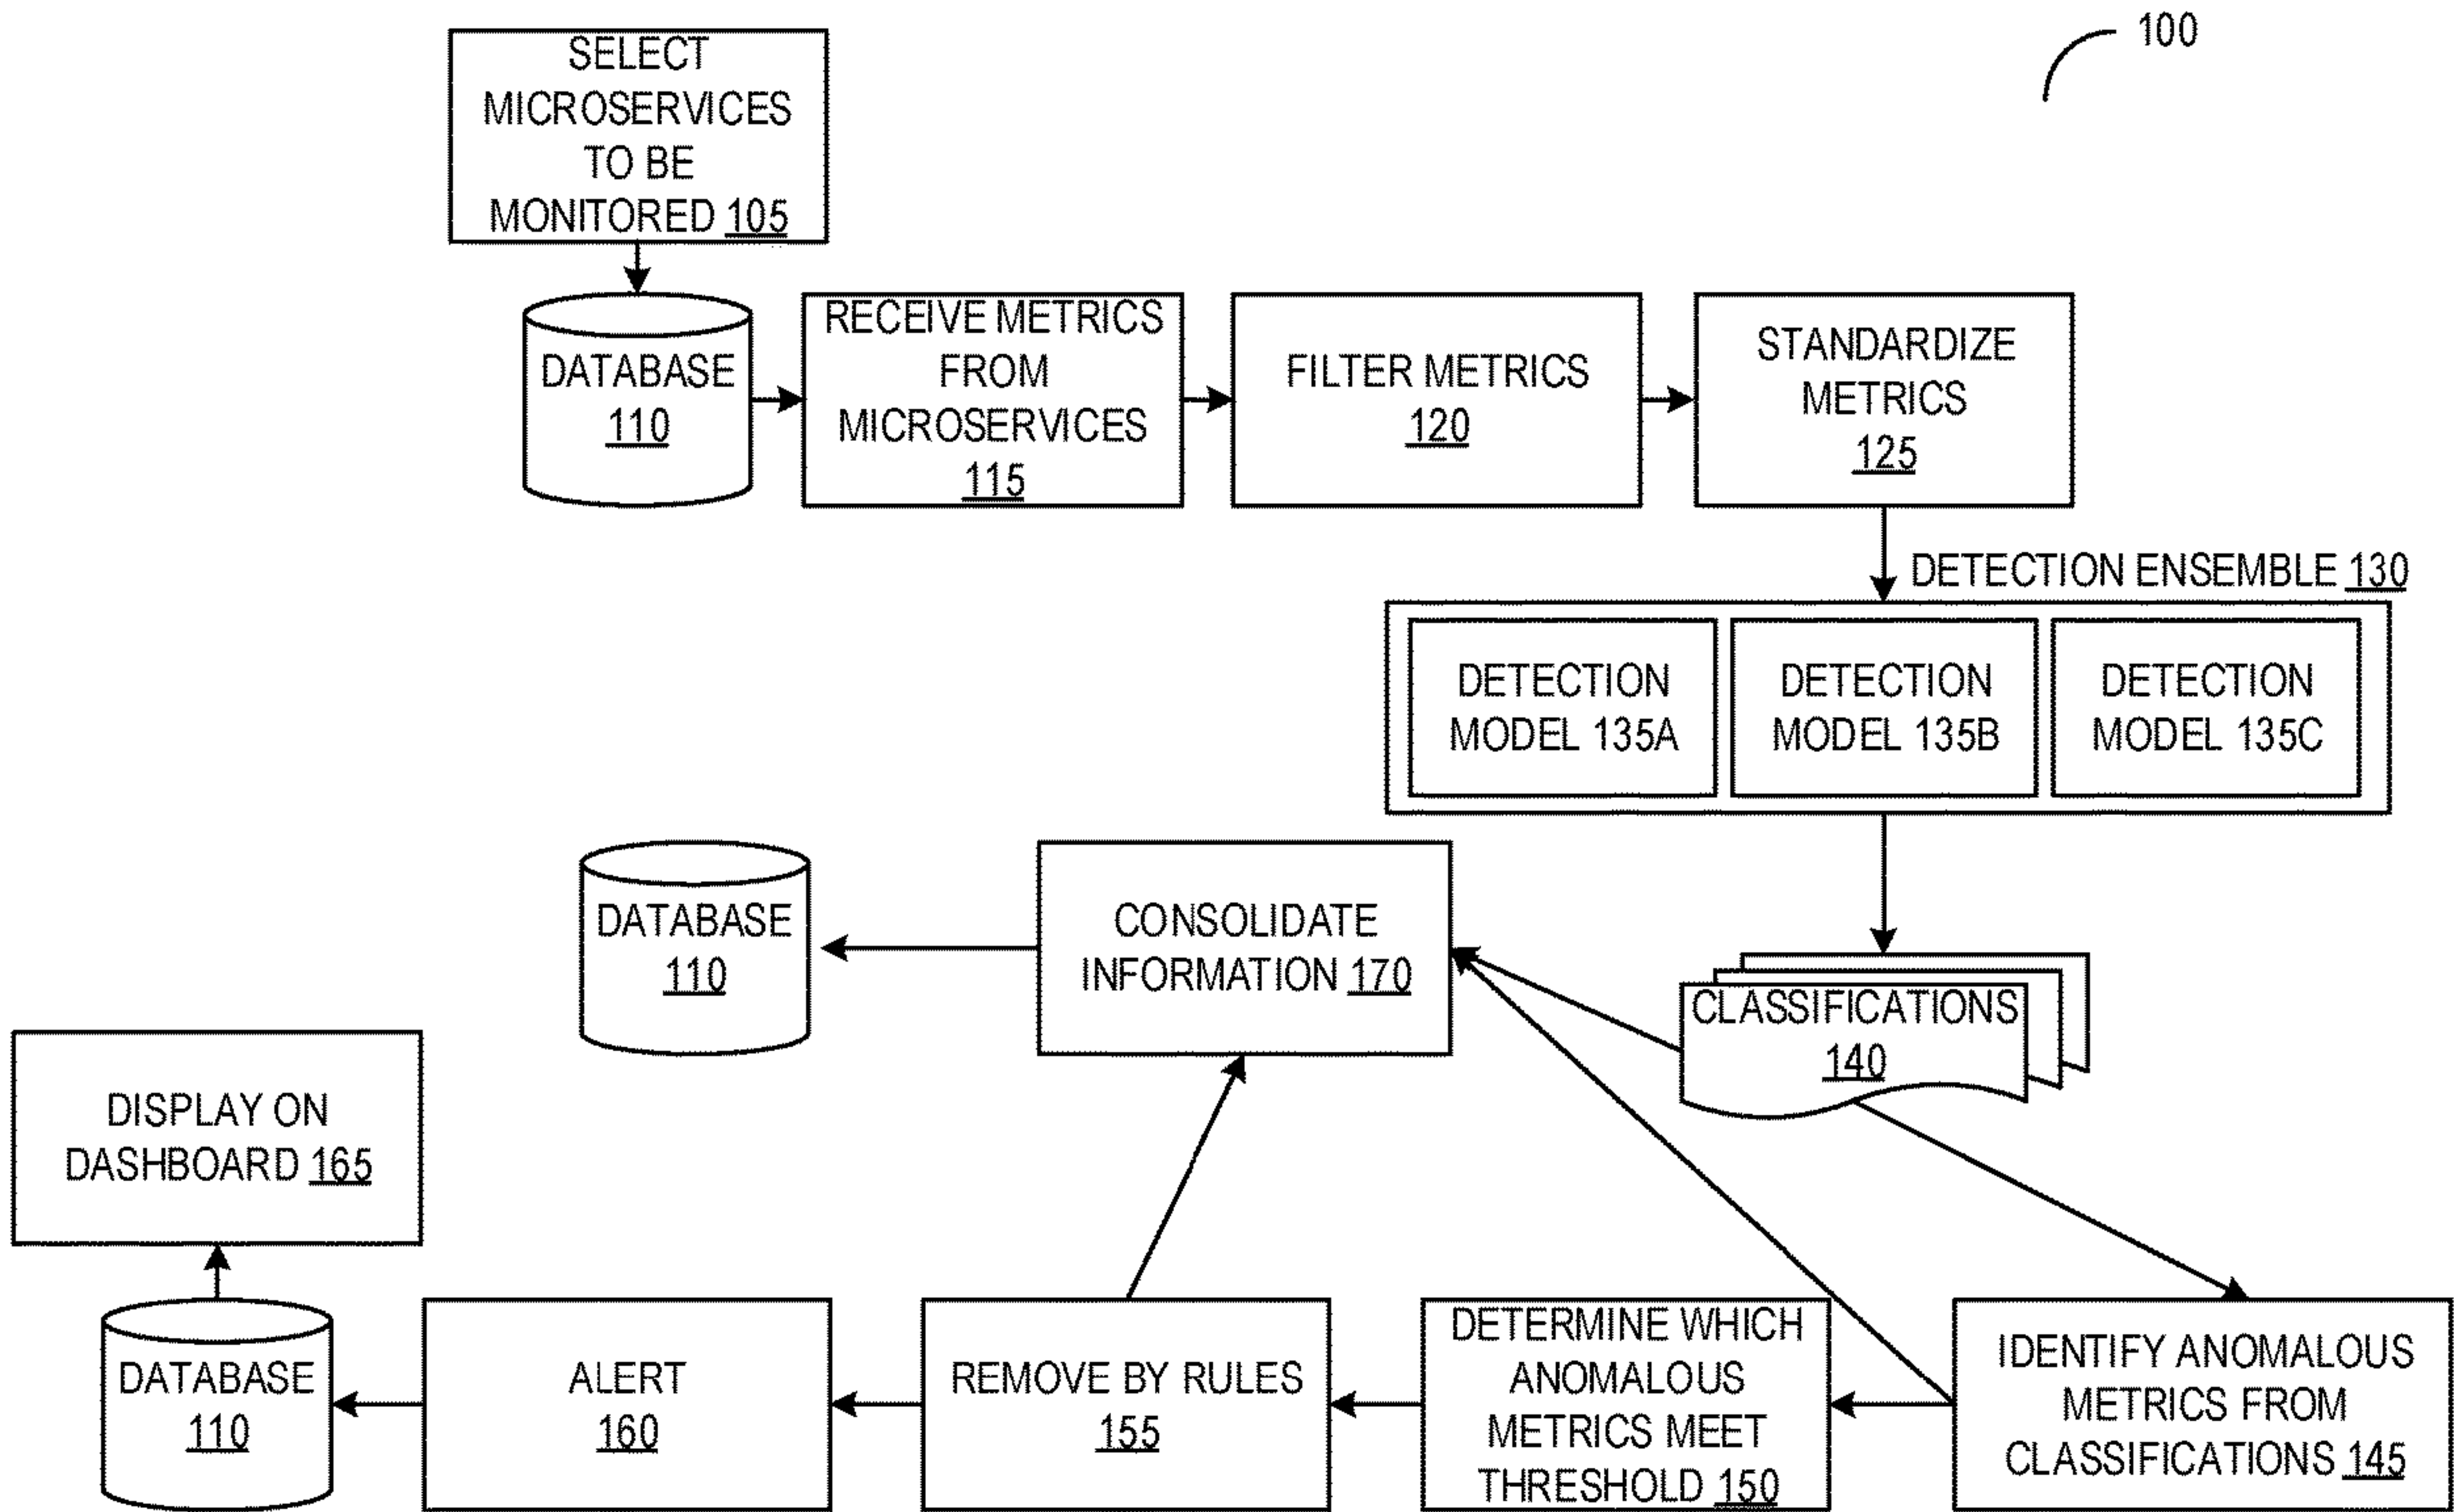 100
SELECT
MICROSERVICES
TO BE
MONITORED 105
DATABASE
110
RECEIVE METRICS
FROM
MICROSERVICES
115
FILTER METRICS
120
STANDARDIZE
METRICS
125
DETECTION ENSEMBLE 130
DETECTION
MODEL 135A
DETECTION
MODEL 135B
DETECTION
MODEL 135C
DATABASE
110
CONSOLIDATE
INFORMATION 170
CLASSIFICATIONS
140
DISPLAY ON
DASHBOARD 165
DATABASE
110
ALERT
160
REMOVE BY RULES
155
DETERMINE WHICH
ANOMALOUS
METRICS MEET
THRESHOLD 150
IDENTIFY ANOMALOUS
METRICS FROM
CLASSIFICATIONS 145